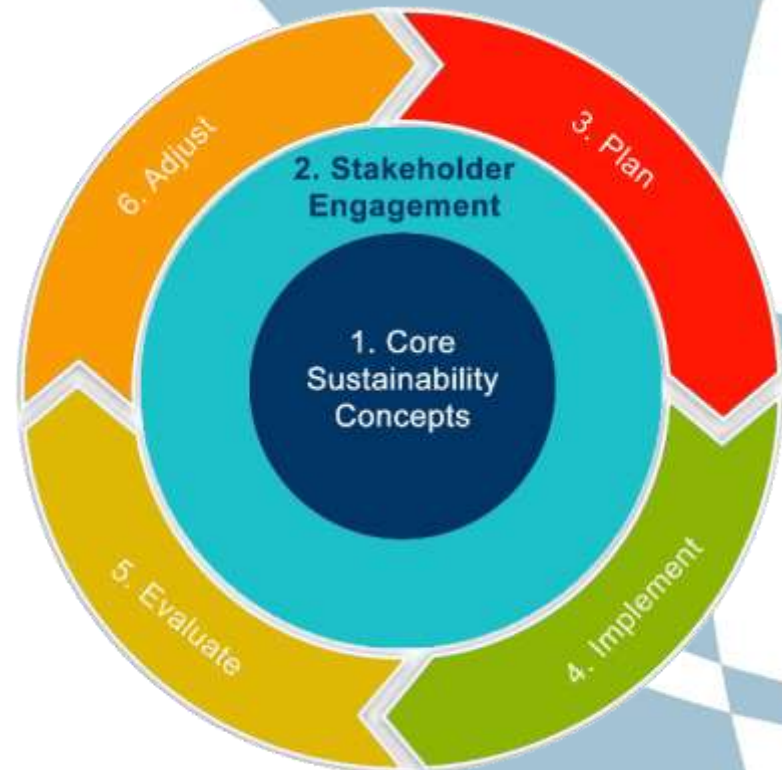 1. Core
Sustainability
Concepts
2. Stakeholder
Engagement
3. Plan
4. Implement
5. Evaluate
6. Adjust